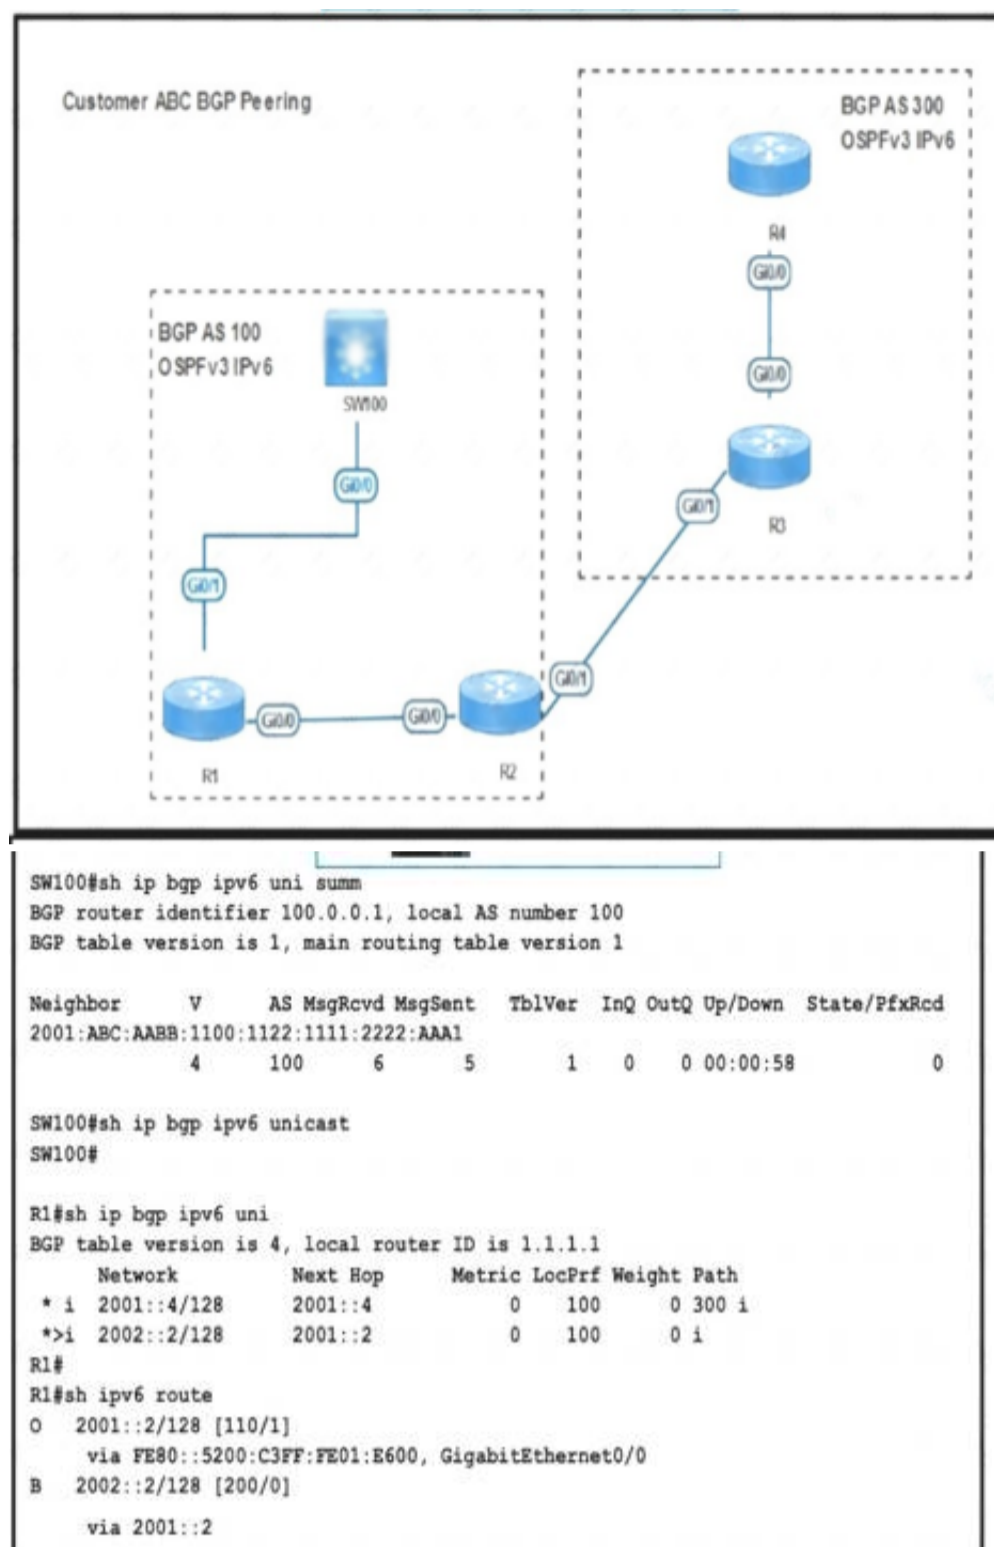 Customer ABC BGP Peering
BGP AS 300
OSPFv3 IPv6
R4
Gi0/0
Gi0/0
BGP AS 100
OSPFv3 IPv6
SW100
Gi0/0
Gi0/1
R3
Gi0/1
Gi0/1
Gi0/0
Gi0/0
R1
R2
SW100#sh ip bgp ipv6 uni summ
BGP router identifier 100.0.0.1, local AS number 100
BGP table version is 1, main routing table version 1
Neighbor V AS MsgRcvd MsgSent TblVer InQ OutQ Up/Down State/PfxRcd
2001:ABC:AABB:1100:1122:1111:2222:AAA1
4 100 6 5 1 0 0 00:00:58 0
SW100#sh ip bgp ipv6 unicast
SW100#
R1#sh ip bgp ipv6 uni
BGP table version is 4, local router ID is 1.1.1.1
Network Next Hop Metric LocPrf Weight Path
* i 2001::4/128 2001::4 0 100 0 300 i
*>i 2002::2/128 2001::2 0 100 0 i
R1#
R1#sh ipv6 route
O 2001::2/128 [110/1]
via FE80::5200:C3FF:FE01:E600, GigabitEthernet0/0
B 2002::2/128 [200/0]
via 2001::2